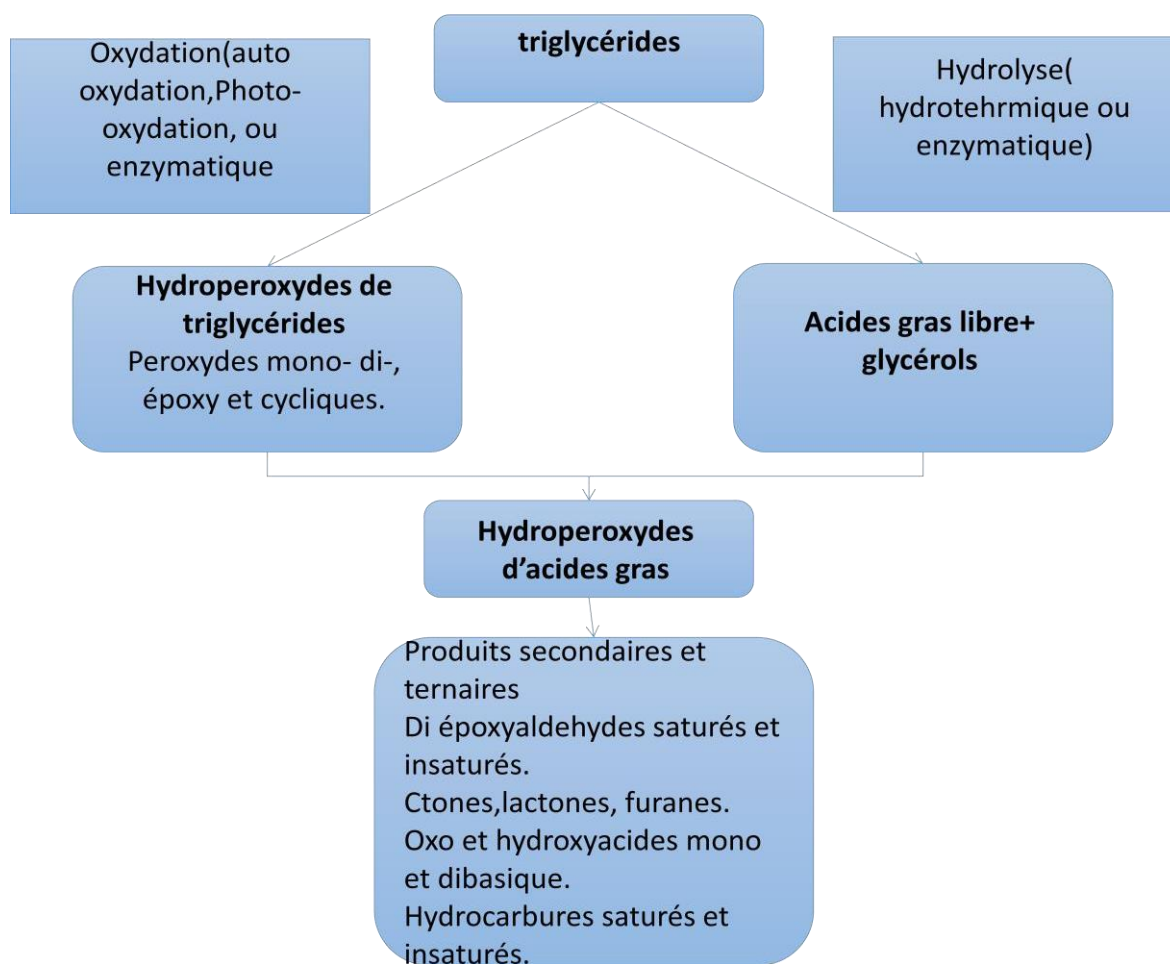 triglycérides
Oxydation(auto
oxydation,Photo-
oxydation, ou
enzymatique
Hydrolyse(
hydrotehrmique ou
enzymatique)
Hydroperoxydes de
triglycérides
Peroxydes mono- di-,
époxy et cycliques.
Acides gras libre+
glycérols
Hydroperoxydes
d’acides gras
Produits secondaires et
ternaires
Di époxyaldehydes saturés et
insaturés.
Ctones,lactones, furanes.
Oxo et hydroxyacides mono
et dibasique.
Hydrocarbures saturés et
insaturés.